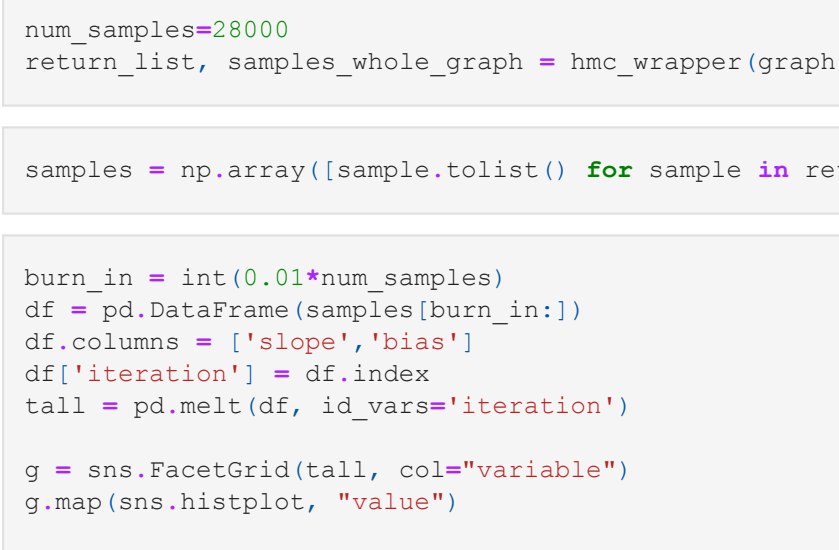 num_samples=28000
return_list, samples_whole_graph = hmc_wrapper(graph
samples = np.array([sample.tolist() for sample in re
burn_in = int(0.01*num_samples)
df = pd.DataFrame(samples[burn_in:])
df.columns = ['slope','bias']
df['iteration'] = df.index
tall = pd.melt(df, id_vars='iteration')
g = sns.FacetGrid(tall, col="variable")
g.map(sns.histplot, "value")